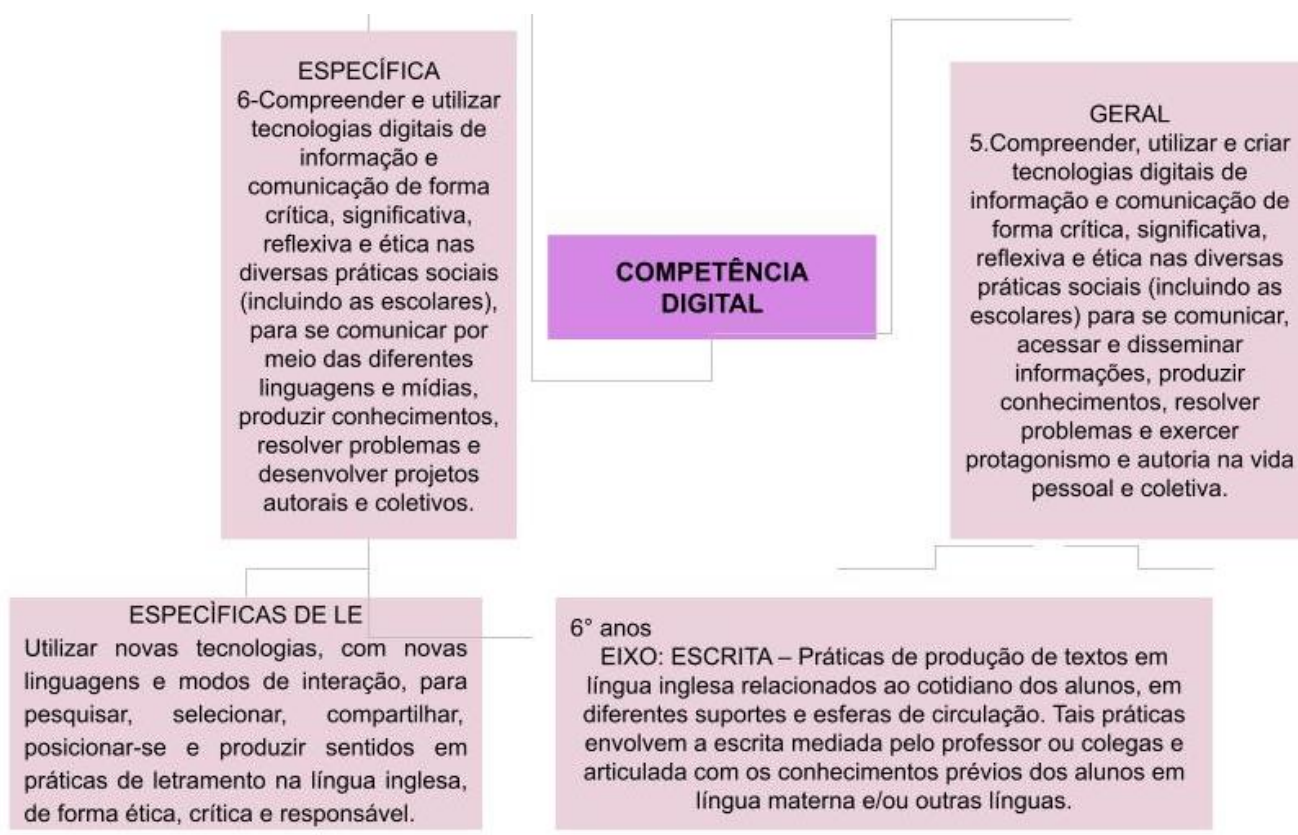 ESPECÍFICA
6-Compreender e utilizar
tecnologias digitais de
informação e
comunicação de forma
crítica, significativa,
reflexiva e ética nas
diversas práticas sociais
(incluindo as escolares),
para se comunicar por
meio das diferentes
linguagens e mídias,
produzir conhecimentos,
resolver problemas e
desenvolver projetos
autorais e coletivos.
COMPETÊNCIA
DIGITAL
GERAL
5.Compreender, utilizar e criar
tecnologias digitais de
informação e comunicação de
forma crítica, significativa,
reflexiva e ética nas diversas
práticas sociais (incluindo as
escolares) para se comunicar,
acessar e disseminar
informações, produzir
conhecimentos, resolver
problemas e exercer
protagonismo e autoria na vida
pessoal e coletiva.
ESPECÌFICAS DE LE
Utilizar novas tecnologias, com novas
linguagens e modos de interação, para
pesquisar, selecionar, compartilhar,
posicionar-se e produzir sentidos em
práticas de letramento na língua inglesa,
de forma ética, crítica e responsável.
6° anos
EIXO: ESCRITA – Práticas de produção de textos em
língua inglesa relacionados ao cotidiano dos alunos, em
diferentes suportes e esferas de circulação. Tais práticas
envolvem a escrita mediada pelo professor ou colegas e
articulada com os conhecimentos prévios dos alunos em
língua materna e/ou outras línguas.